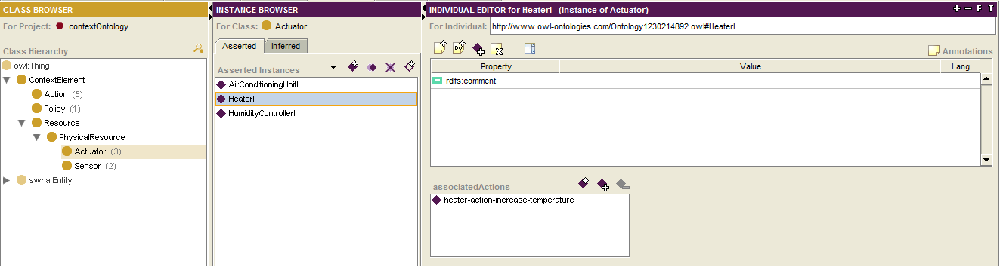 CLASS BROWSER
For Project: contextOntology
Class Hierarchy
owl:Thing
ContextElement
Action (5)
Policy (1)
Resource
PhysicalResource
Actuator (3)
Sensor (2)
swrla:Entity
INSTANCE BROWSER
For Class: Actuator
Asserted Inferred
Asserted Instances
AirConditioningUnitI
HeaterI
HumidityControllerI
INDIVIDUAL EDITOR for HeaterI (instance of Actuator) + - F T
For Individual: http://www.owl-ontologies.com/Ontology1230214892.owl#HeaterI
Annotations
Property Value Lang
rdfs:comment
associatedActions
heater-action-increase-temperature